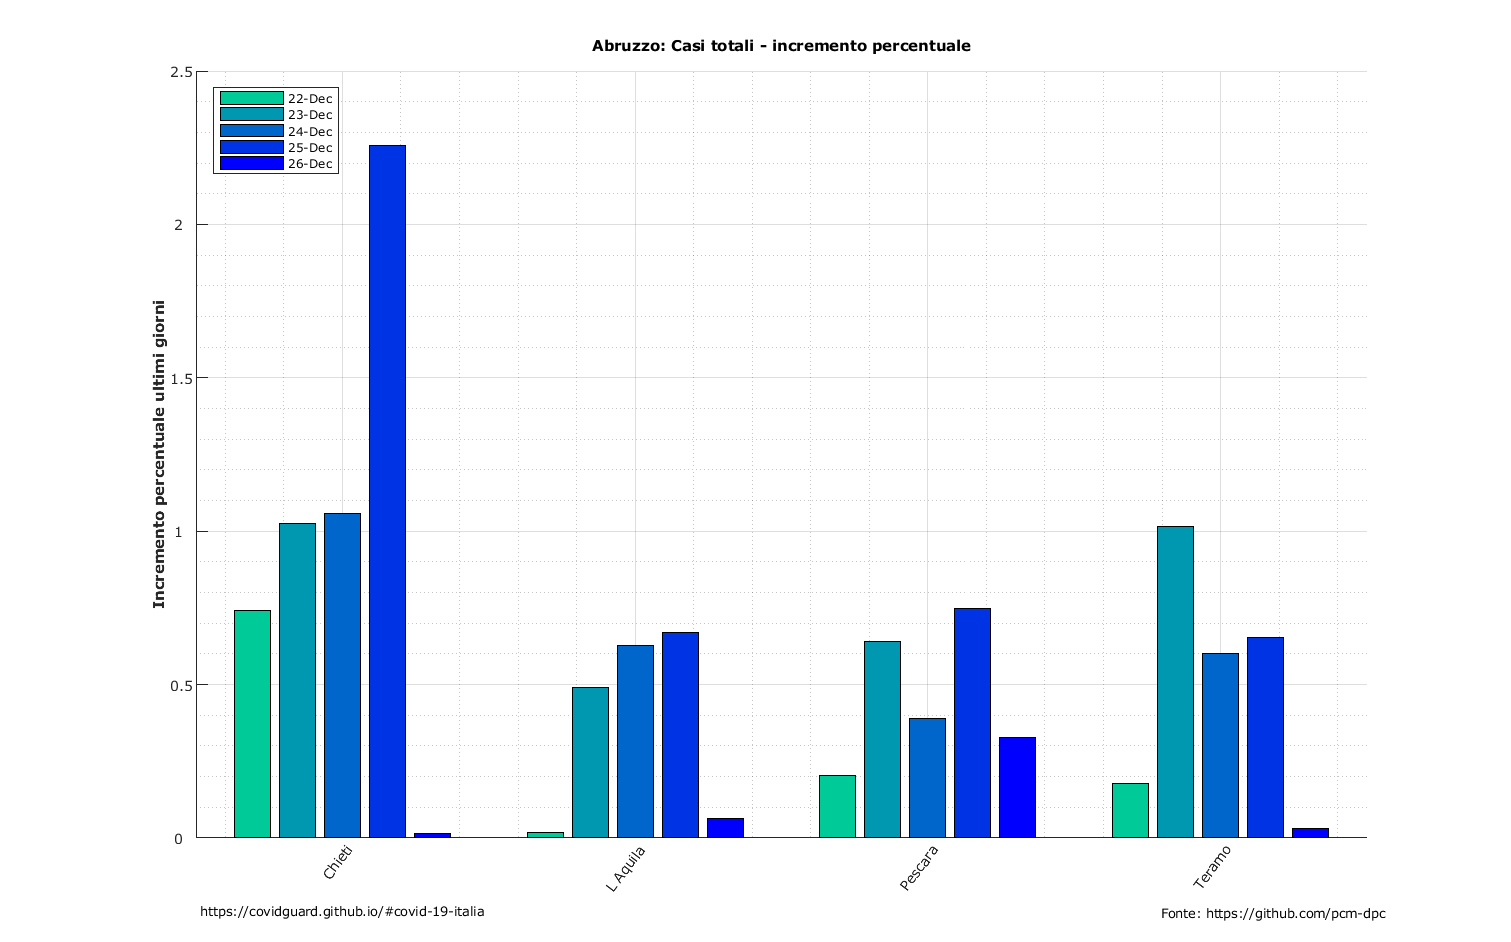 Abruzzo: Casi totali - incremento percentuale
2.5
22-Dec
23-Dec
24-Dec
25-Dec
26-Dec
2
1.5
1
0.5
0
Incremento percentuale ultimi giorni
Chieti
L Aquila
Pescara
Teramo
https://covidguard.github.io/#covid-19-italia
Fonte: https://github.com/pcm-dpc